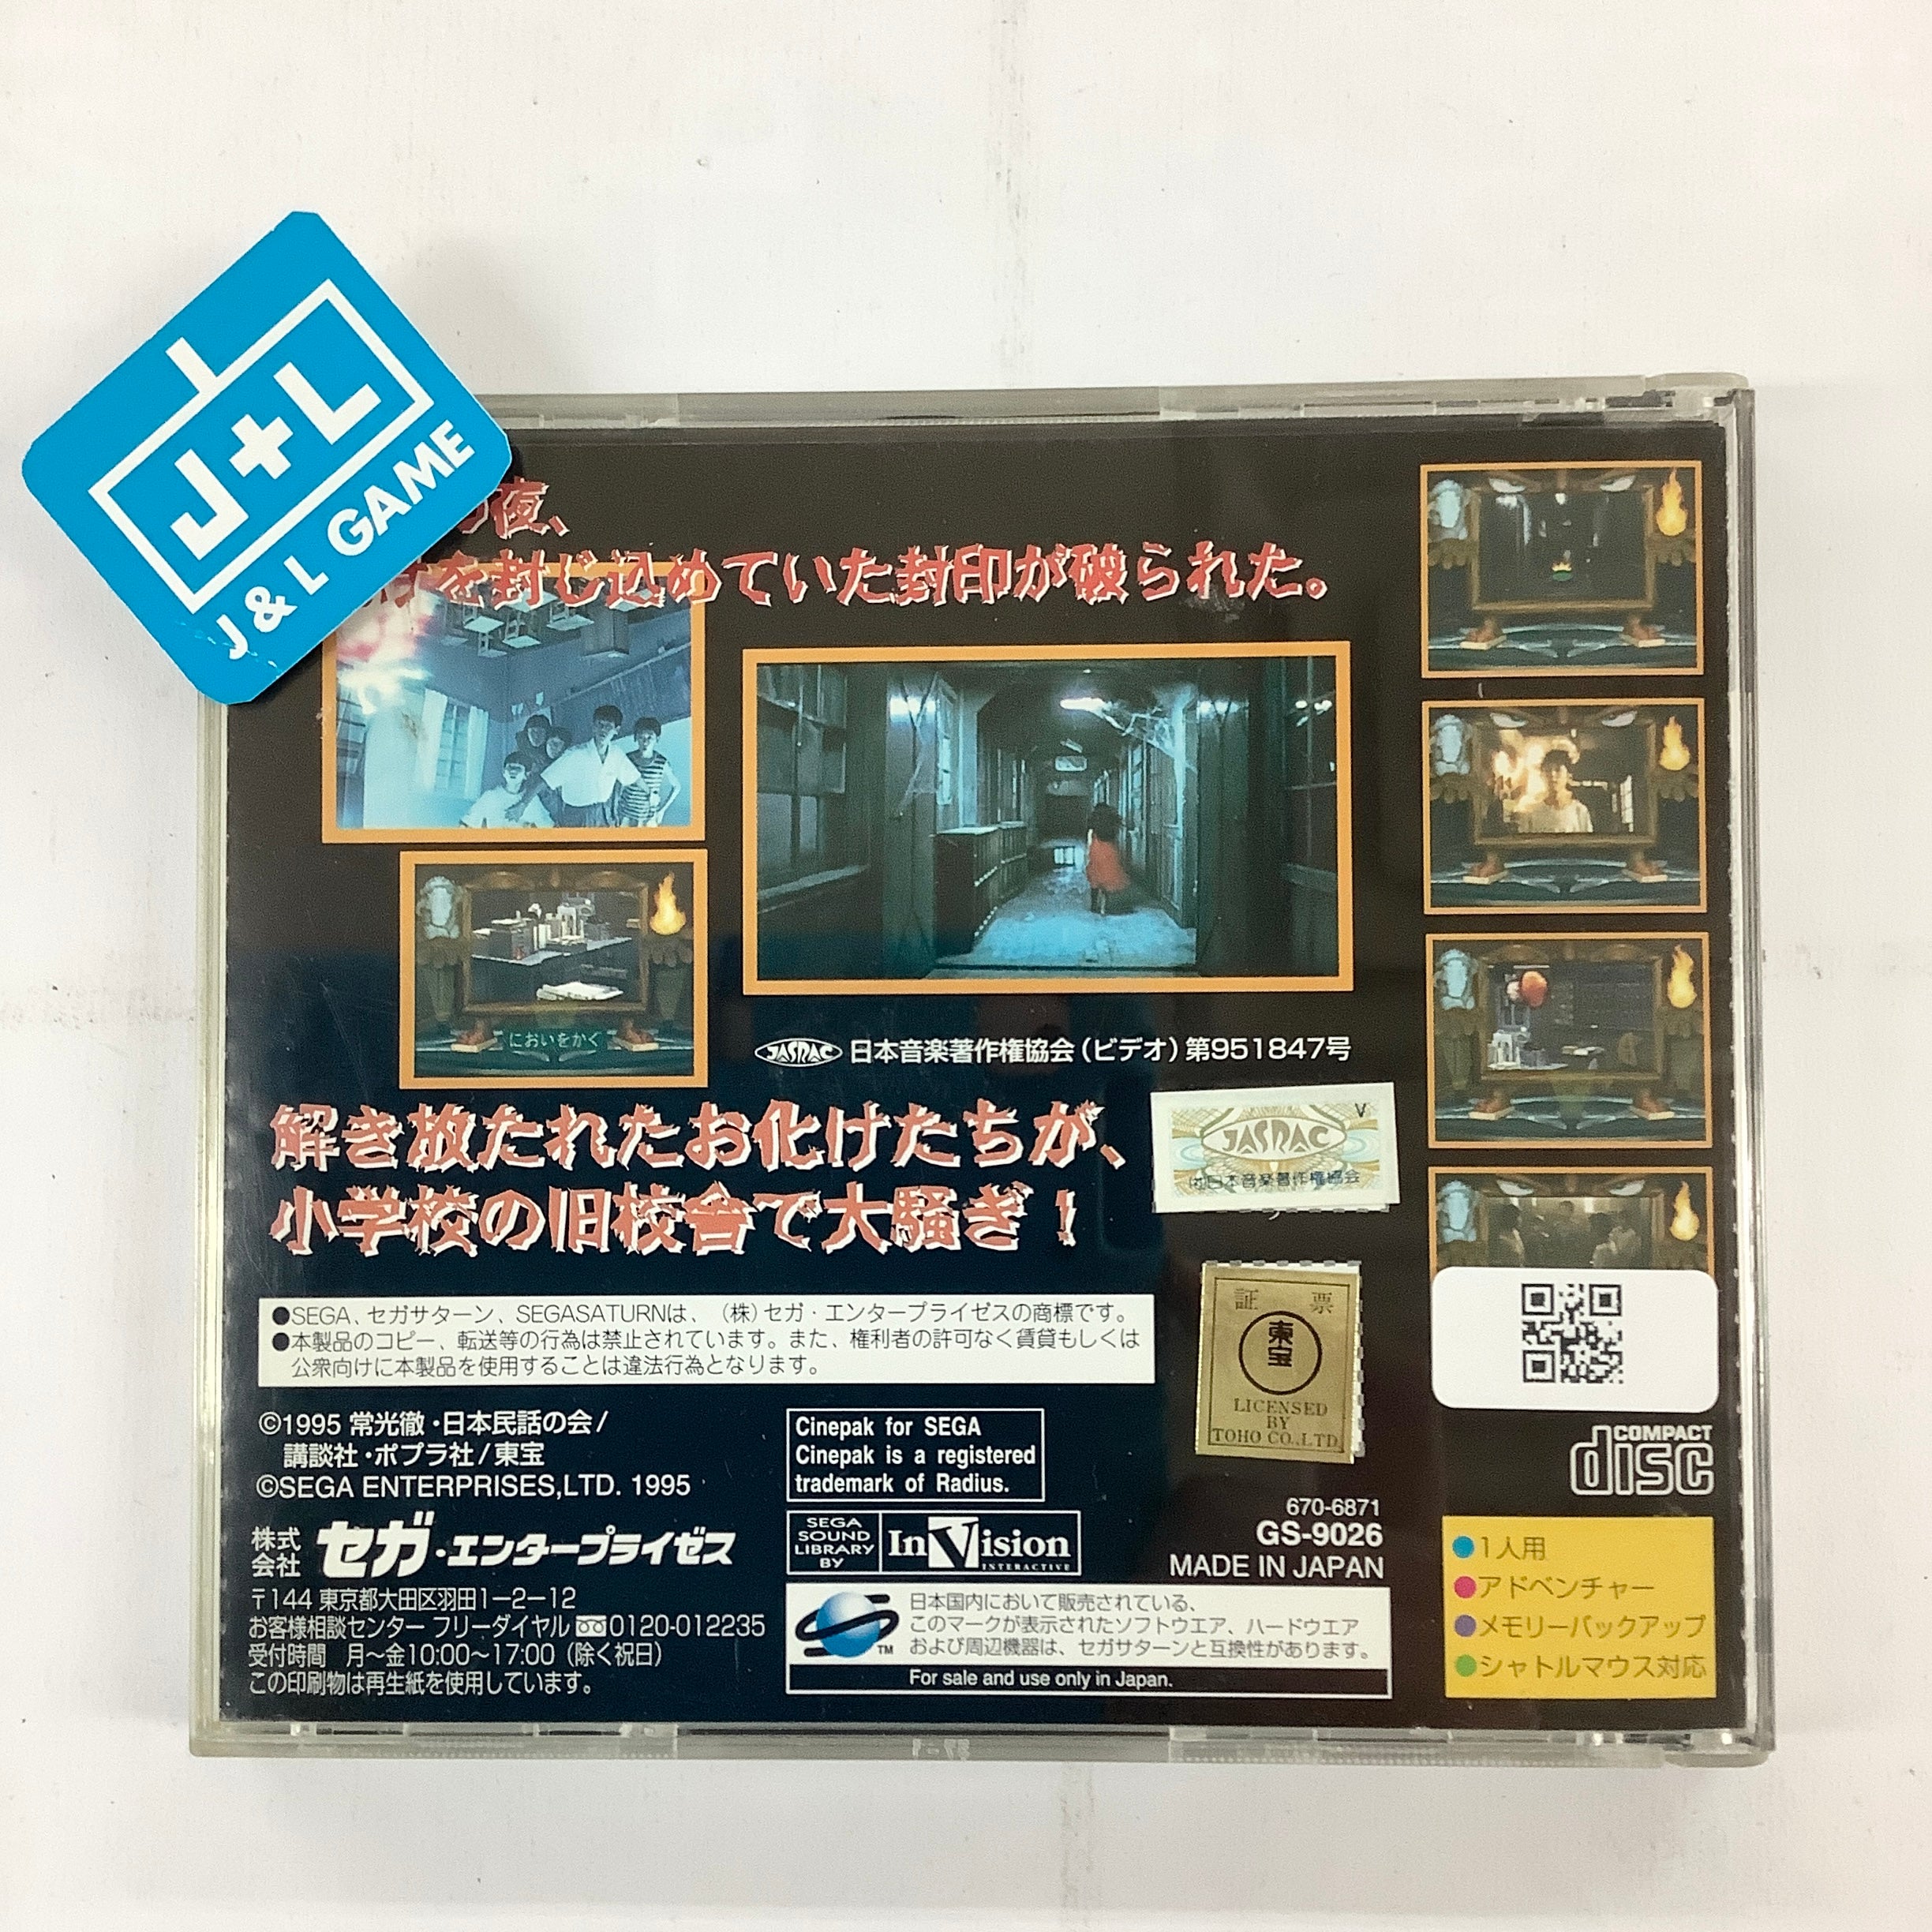 J+L
J & L GAME
夜、
を封じ込めていた封印が破られた。
においをかぐ
JASRAC 日本音楽著作権協会(ビデオ)第951847号
解き放たれたお化けたちが、
小学校の旧校舎で大騒ぎ！
V
JASRAC
(社)日本音楽著作権協会
証 票
東宝
LICENSED
BY
TOHO CO.,LTD.
●SEGA、セガサターン、SEGASATURNは、(株)セガ・エンタープライゼスの商標です。
●本製品のコピー、転送等の行為は禁止されています。また、権利者の許可なく賃貸もしくは
公衆向けに本製品を使用することは違法行為となります。
©1995 常光徹・日本民話の会/
講談社・ポプラ社/東宝
©SEGA ENTERPRISES,LTD. 1995
株式会社 セガ・エンタープライゼス
〒144 東京都大田区羽田1-2-12
お客様相談センター フリーダイヤル 0120-012235
受付時間 月〜金10:00〜17:00(除く祝日)
この印刷物は再生紙を使用しています。
Cinepak for SEGA
Cinepak is a registered
trademark of Radius.
SEGA
SOUND
LIBRARY
BY
InVision
INTERACTIVE
670-6871
GS-9026
MADE IN JAPAN
日本国内において販売されている、
このマークが表示されたソフトウエア、ハードウエア
および周辺機器は、セガサターンと互換性があります。
TM
For sale and use only in Japan.
COMPACT
disc
●1人用
●アドベンチャー
●メモリーバックアップ
●シャトルマウス対応